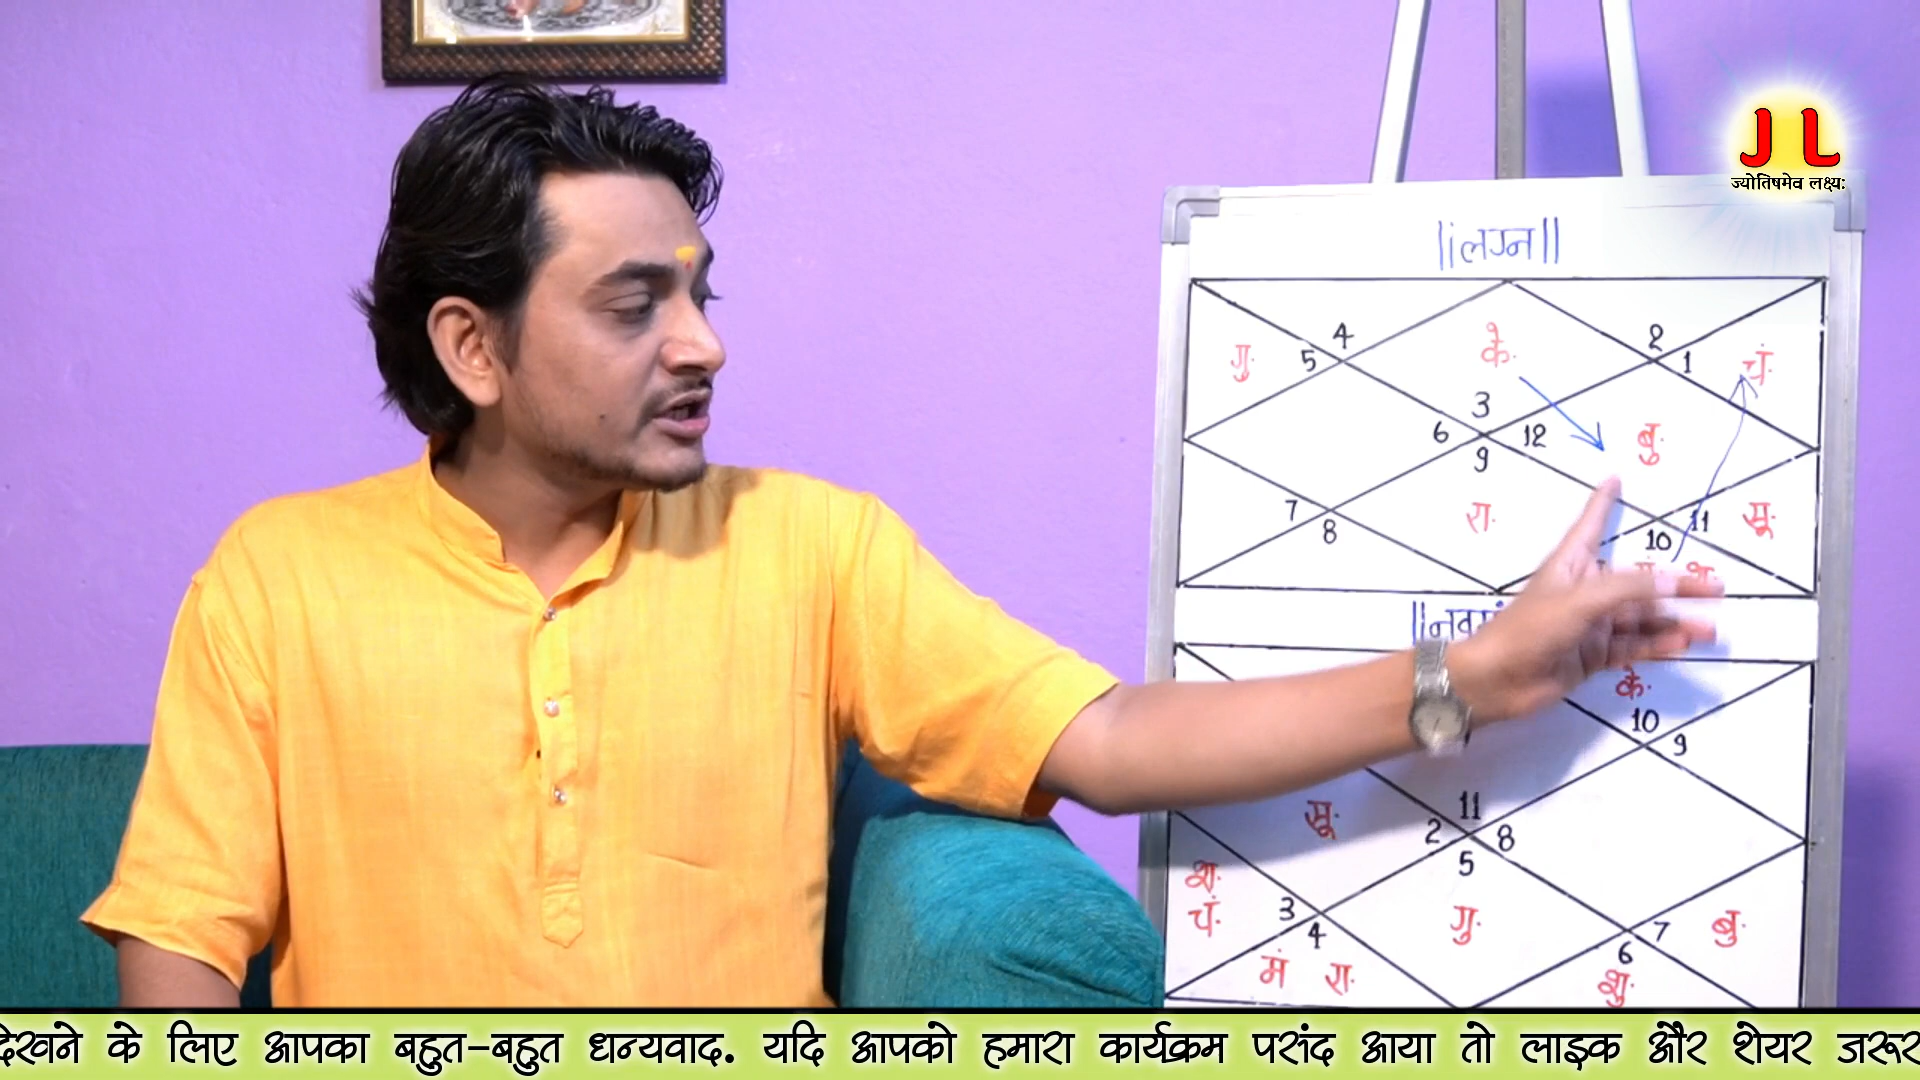 JL
ज्योतिषमेव लक्ष्यः
||लग्न||
4
2
गु. 5
के.
1 चं.
3
6 12 बु.
9
7
रा.
11 सू.
8
10
के.
10
9
सू.
11
2 8
5
श.
चं. 3
गु.
7 बु.
4
6
मं रा.
शु.
देखने के लिए आपका बहुत-बहुत धन्यवाद. यदि आपको हमारा कार्यक्रम पसंद आया तो लाइक और शेयर जरूर